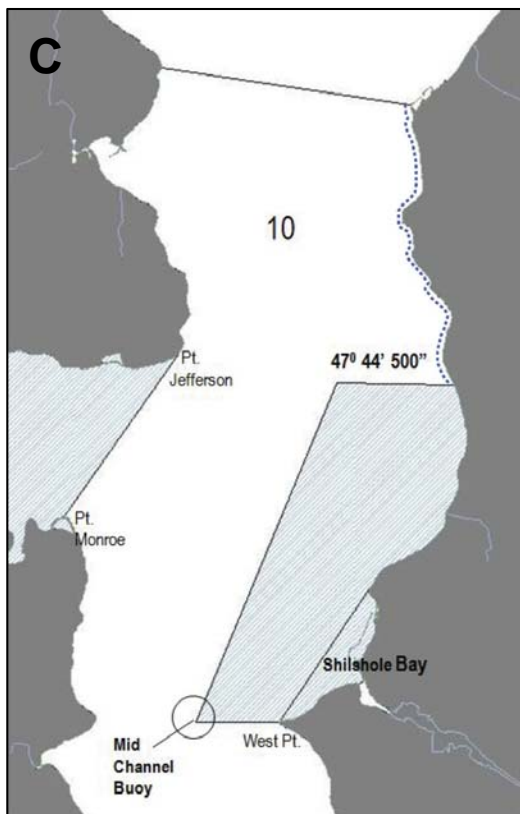 C
10
47⁰ 44’ 500”
Pt.
Jefferson
Pt.
Monroe
Shilshole Bay
West Pt.
Mid
Channel
Buoy